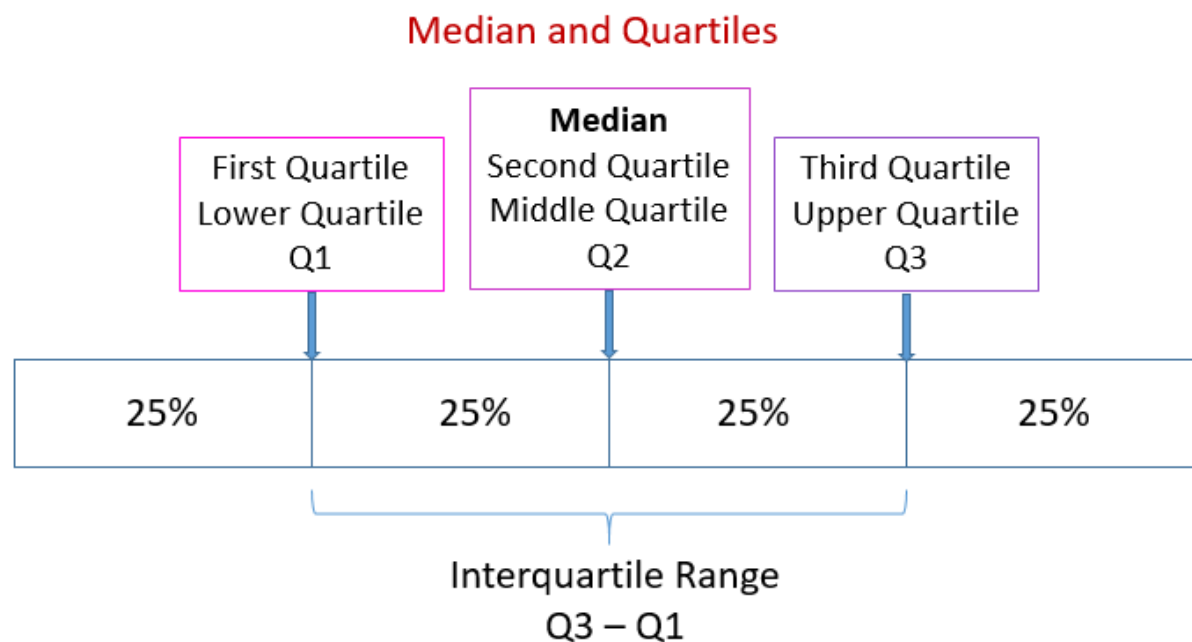 Median and Quartiles
First Quartile
Lower Quartile
Q1
Median
Second Quartile
Middle Quartile
Q2
Third Quartile
Upper Quartile
Q3
25%
25%
25%
25%
Interquartile Range
Q3 – Q1